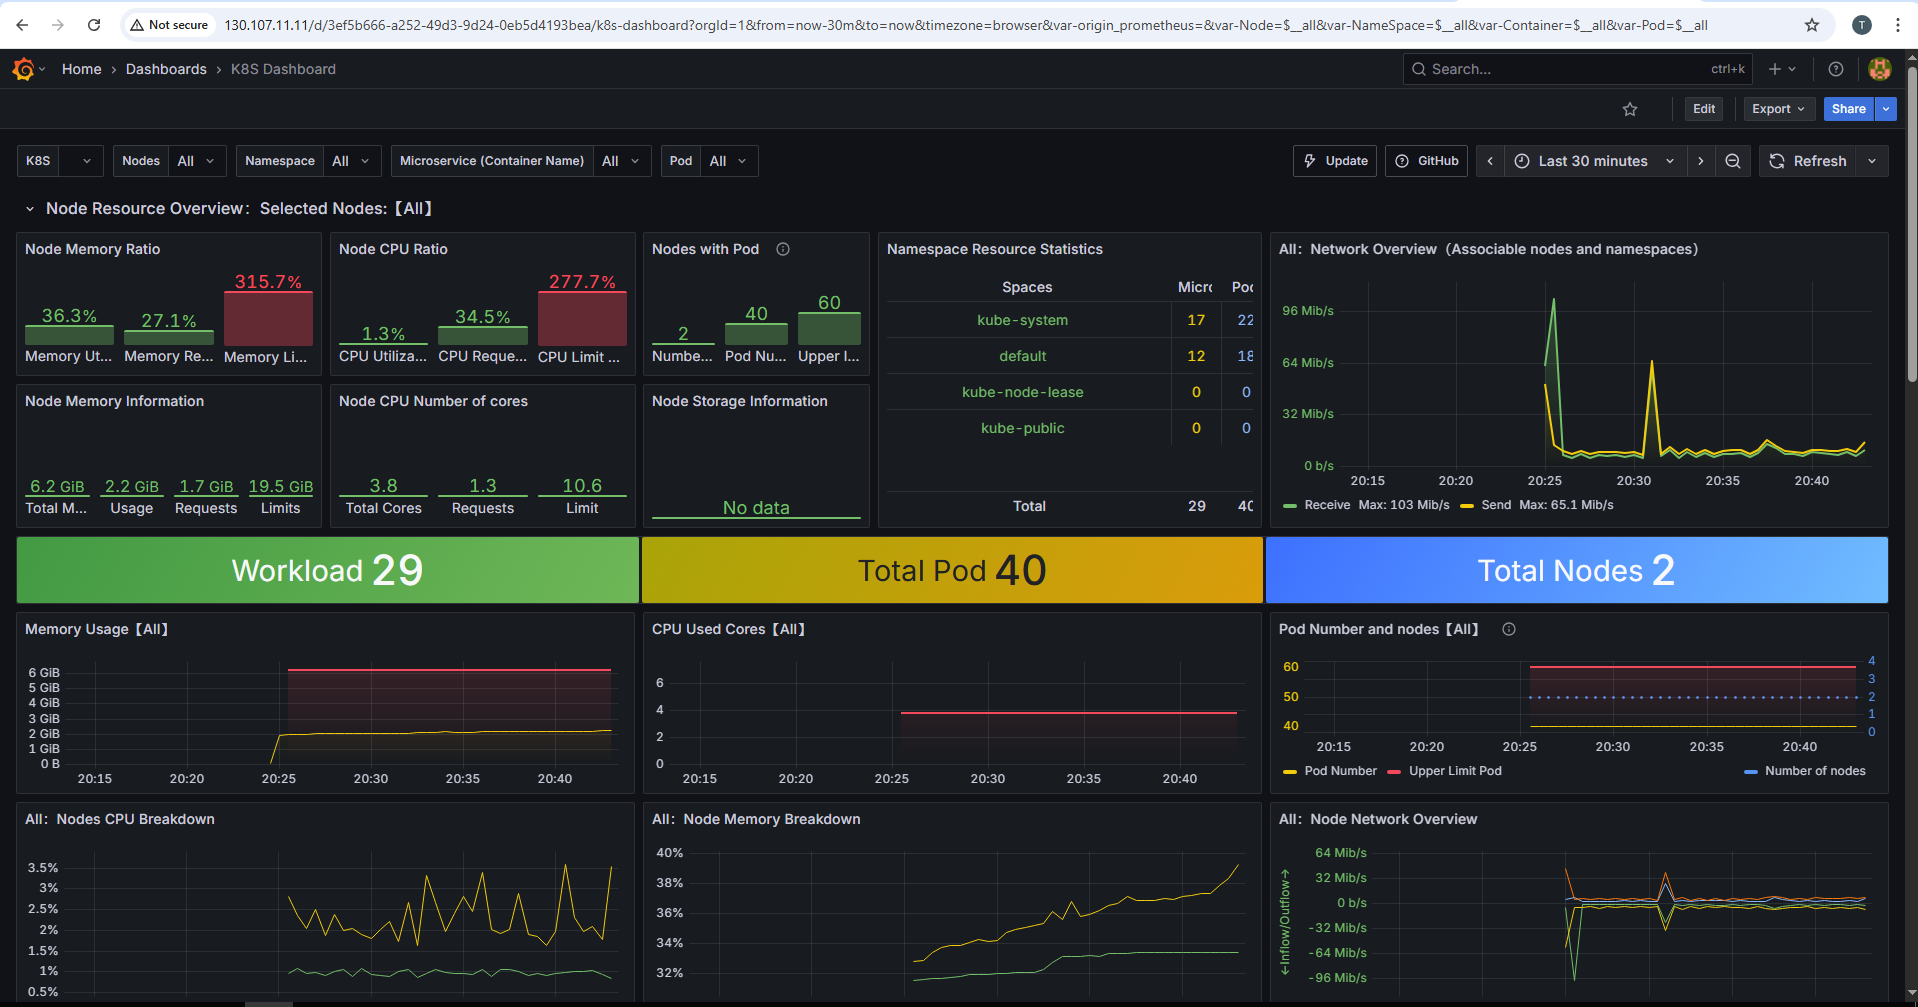 Not secure
130.107.11.11/d/3ef5b666-a252-49d3-9d24-0eb5d4193bea/k8s-dashboard?orgId=1&from=now-30m&to=now&timezone=browser&var-origin_prometheus=&var-Node=$__all&var-NameSpace=$__all&var-Container=$__all&var-Pod=$__all
T
Home › Dashboards › K8S Dashboard
Search...
ctrl+k
Edit
Export
Share
K8S
Nodes All
Namespace All
Microservice (Container Name) All
Pod All
Update
GitHub
Last 30 minutes
Refresh
Node Resource Overview：Selected Nodes:【All】
Node Memory Ratio
36.3%
27.1%
315.7%
Memory Ut...
Memory Re...
Memory Li...
Node CPU Ratio
1.3%
34.5%
277.7%
CPU Utiliza...
CPU Reque...
CPU Limit ...
Nodes with Pod
2
40
60
Numbe...
Pod Nu...
Upper l...
Namespace Resource Statistics
Spaces Micro Pod
kube-system 17 22
default 12 18
kube-node-lease 0 0
kube-public 0 0
Total 29 40
All：Network Overview（Associable nodes and namespaces）
96 Mib/s
64 Mib/s
32 Mib/s
0 b/s
20:15 20:20 20:25 20:30 20:35 20:40
Receive Max: 103 Mib/s Send Max: 65.1 Mib/s
Node Memory Information
6.2 GiB 2.2 GiB 1.7 GiB 19.5 GiB
Total M... Usage Requests Limits
Node CPU Number of cores
3.8 1.3 10.6
Total Cores Requests Limit
Node Storage Information
No data
Workload 29
Total Pod 40
Total Nodes 2
Memory Usage【All】
6 GiB
5 GiB
4 GiB
3 GiB
2 GiB
1 GiB
0 B
20:15 20:20 20:25 20:30 20:35 20:40
CPU Used Cores【All】
6
4
2
0
20:15 20:20 20:25 20:30 20:35 20:40
Pod Number and nodes【All】
60
50
40
4
3
2
1
0
20:15 20:20 20:25 20:30 20:35 20:40
Pod Number Upper Limit Pod Number of nodes
All：Nodes CPU Breakdown
3.5%
3%
2.5%
2%
1.5%
1%
0.5%
All：Node Memory Breakdown
40%
38%
36%
34%
32%
All：Node Network Overview
←Inflow/Outflow→
64 Mib/s
32 Mib/s
0 b/s
-32 Mib/s
-64 Mib/s
-96 Mib/s